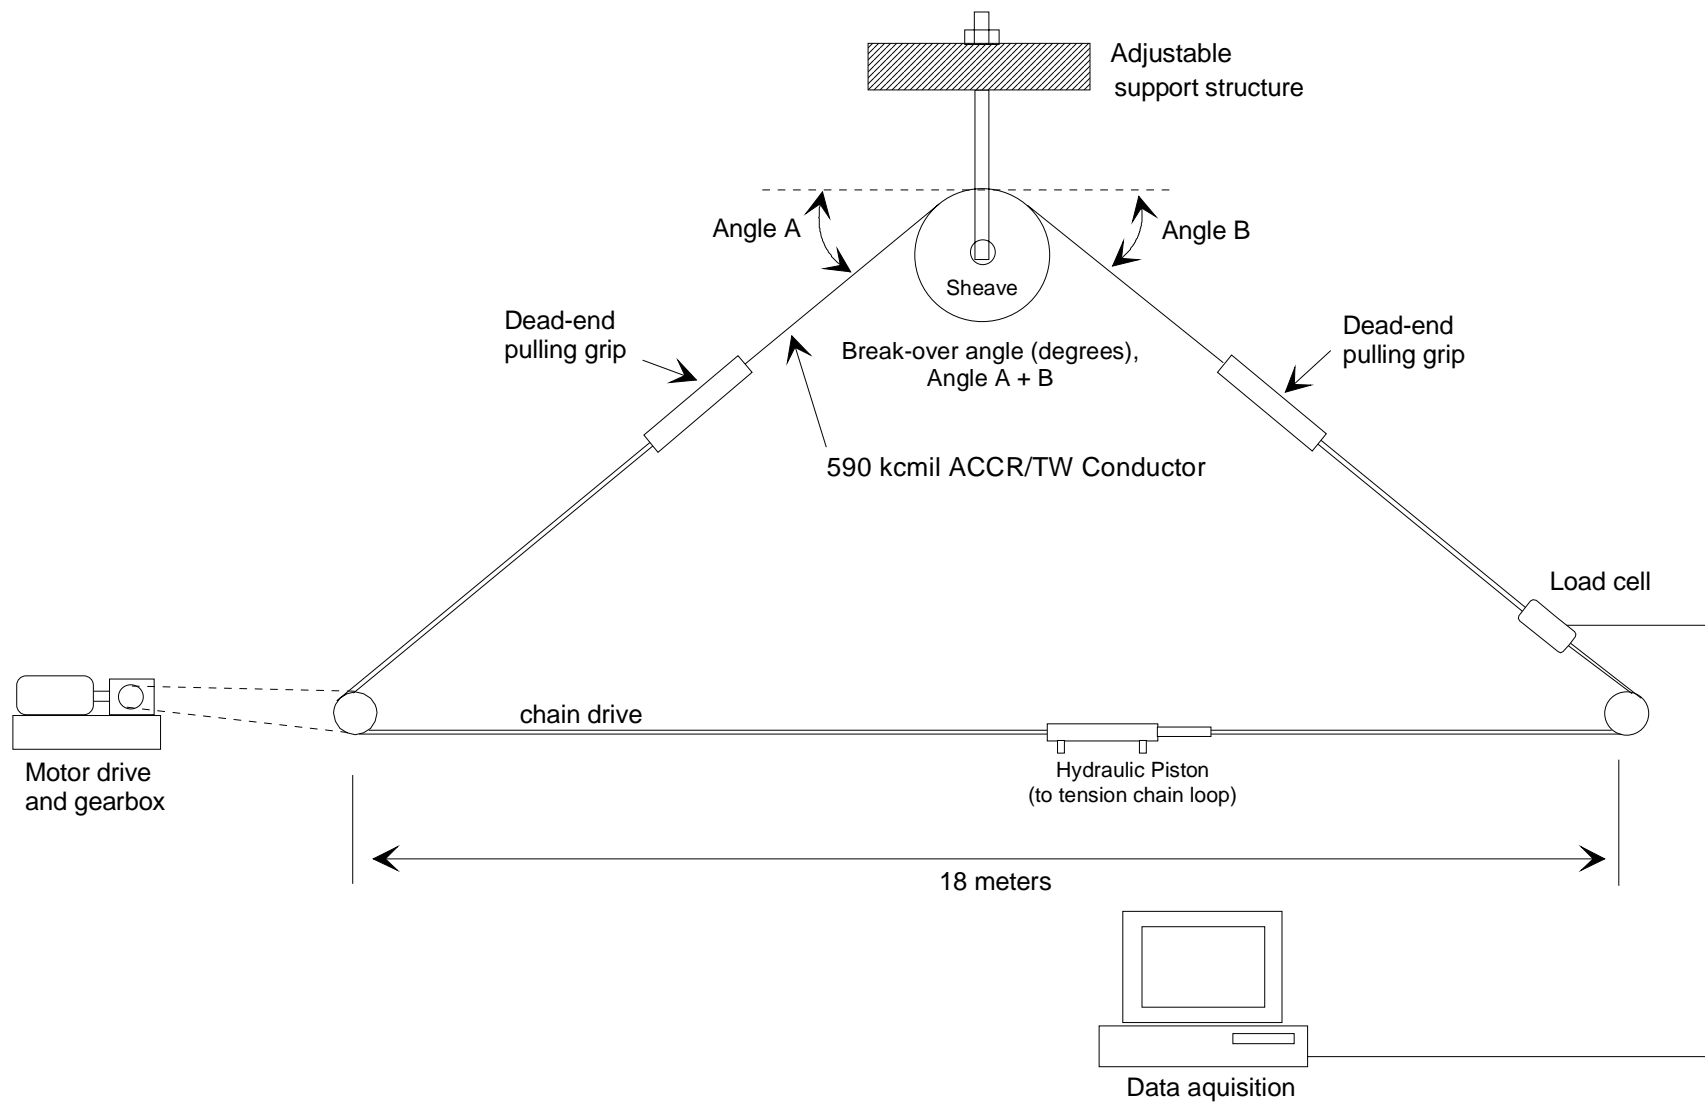 Adjustable
support structure
Angle A
Angle B
Sheave
Dead-end
pulling grip
Break-over angle (degrees),
Angle A + B
Dead-end
pulling grip
590 kcmil ACCR/TW Conductor
Load cell
chain drive
Motor drive
and gearbox
Hydraulic Piston
(to tension chain loop)
18 meters
Data aquisition